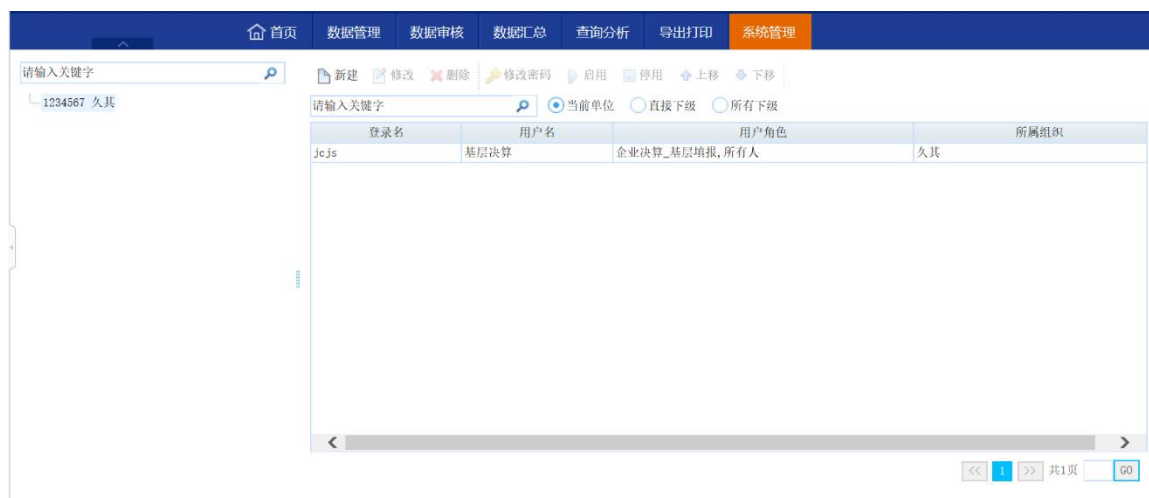 首页 数据管理 数据审核 数据汇总 查询分析 导出打印 系统管理
请输入关键字
新建 修改 删除 修改密码 启用 停用 上移 下移
1234567 久其
请输入关键字 当前单位 直接下级 所有下级
登录名 用户名 用户角色 所属组织
jcjs 基层决算 企业决算_基层填报,所有人 久其
<< 1 >> 共1页 GO